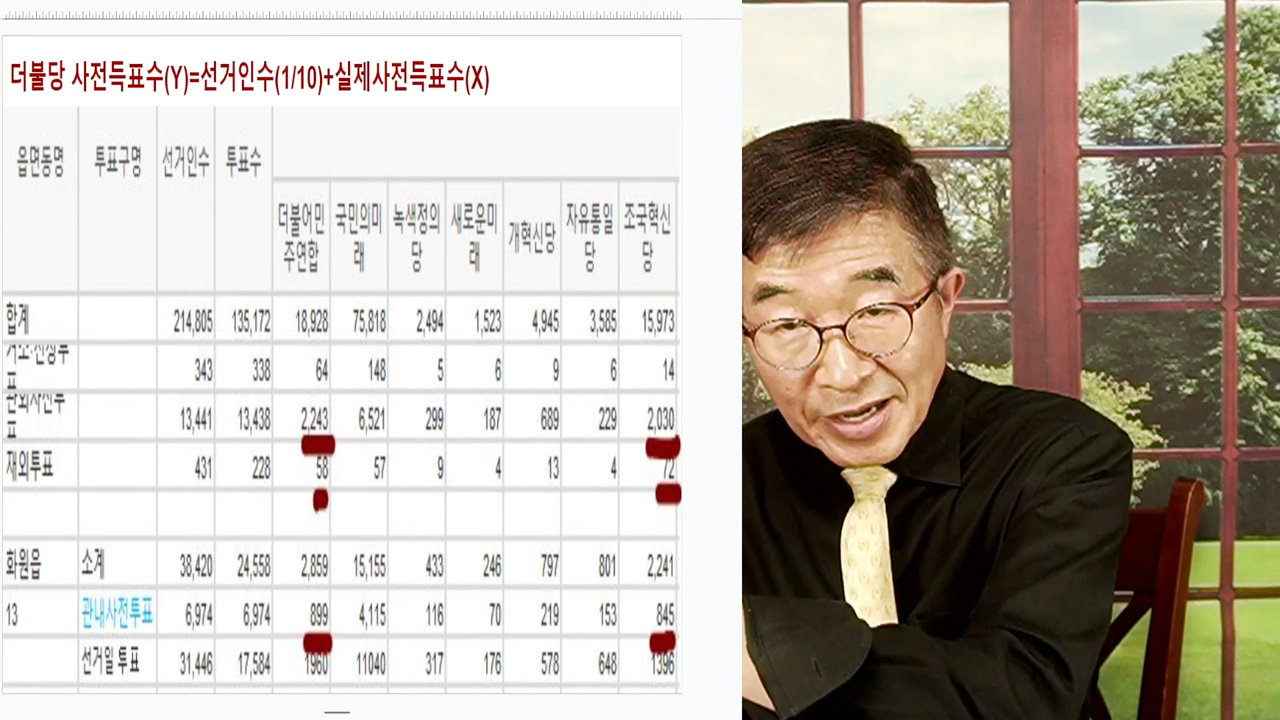 더불당 사전득표수(Y)=선거인수(1/10)+실제사전득표수(X)
읍면동명 투표구명 선거인수 투표수
더불어민주연합 국민의미래 녹색정의당 새로운미래 개혁신당 자유통일당 조국혁신당
합계 214,805 135,172 18,928 75,818 2,494 1,523 4,945 3,585 15,973
343 338 64 148 5 6 9 6 14
13,441 13,438 2,243 6,521 299 187 689 229 2,030
재외투표 431 228 58 57 9 4 13 4 72
화원읍 소계 38,420 24,558 2,859 15,155 433 246 797 801 2,241
13 관내사전투표 6,974 6,974 899 4,115 116 70 219 153 845
선거일 투표 31,446 17,584 1960 11040 317 176 578 648 1396